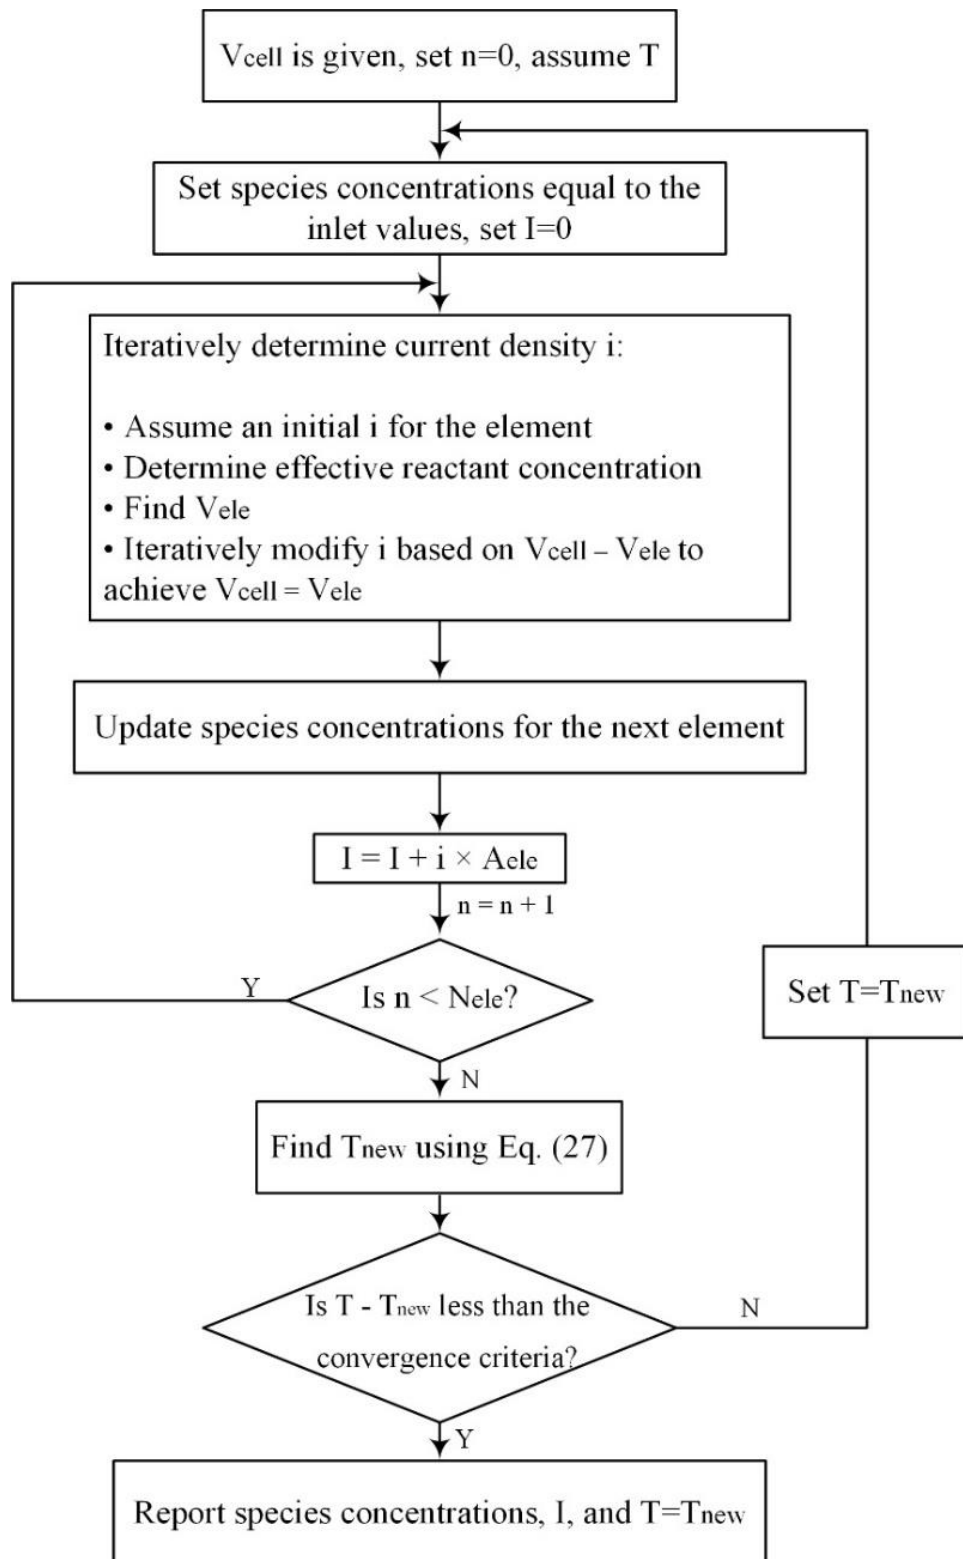 Vcell is given, set n=0, assume T
Set species concentrations equal to the
inlet values, set I=0
Iteratively determine current density i:
• Assume an initial i for the element
• Determine effective reactant concentration
• Find Vele
• Iteratively modify i based on Vcell – Vele to
achieve Vcell = Vele
Update species concentrations for the next element
I = I + i × Aele
n = n + 1
Y
Is n < Nele?
Set T=Tnew
N
Find Tnew using Eq. (27)
Is T - Tnew less than the
convergence criteria?
N
Y
Report species concentrations, I, and T=Tnew